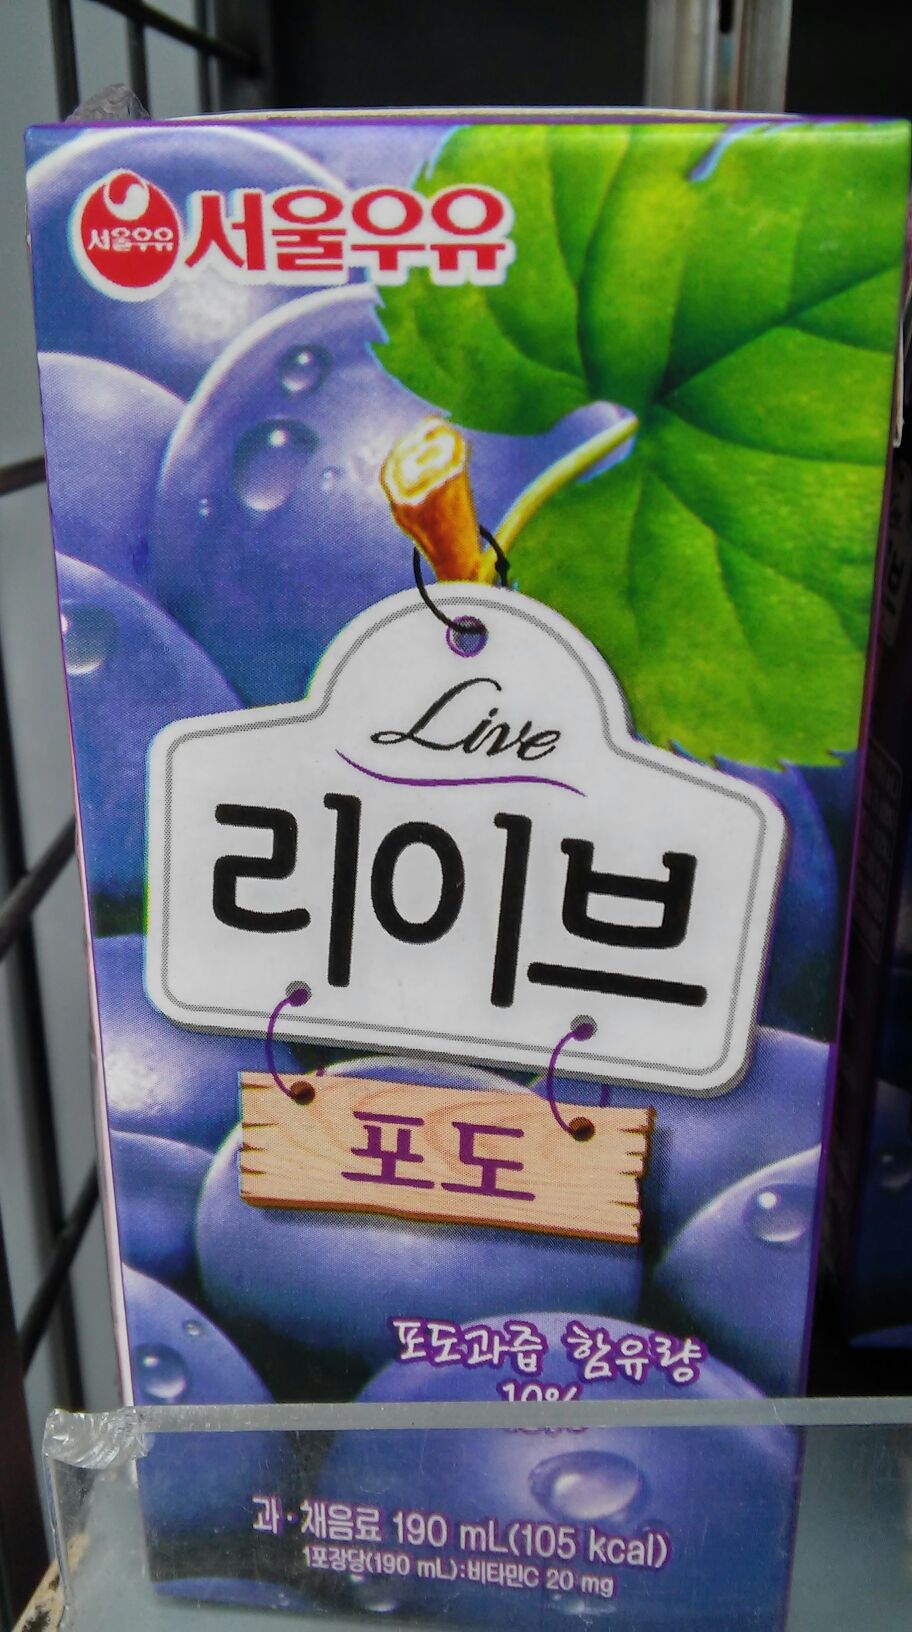 서울우유 서울우유
Live
리이브
포도
포도과즙 함유량
10%
과·채음료 190 mL(105 kcal)
1포장당(190 mL):비타민C 20 mg